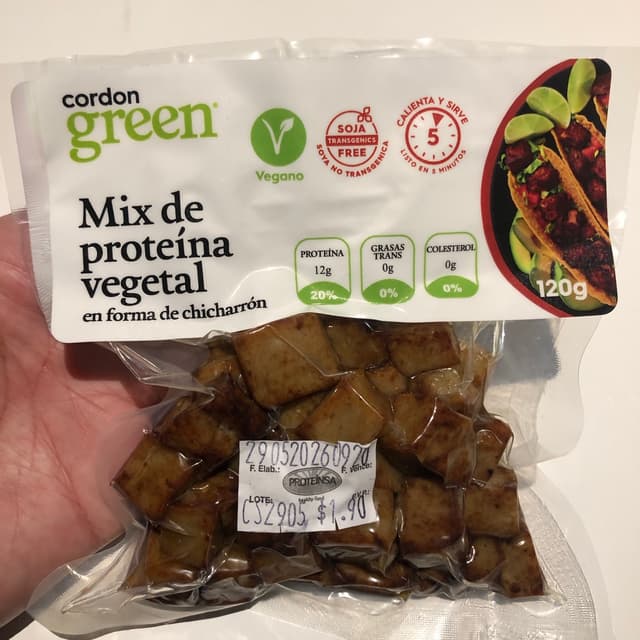 cordon
green®
Vegano
SOJA
TRANSGENICS
FREE
SOYA NO TRANSGENICA
CALIENTA Y SIRVE
5
LISTO EN 5 MINUTOS
Mix de
proteína
vegetal
en forma de chicharrón
PROTEÍNA
12g
20%
GRASAS
TRANS
0g
0%
COLESTEROL
0g
0%
120g
290520260920
F. Elab.: F. Vence:
PROTEINSA
LOTE:
CS2905 $1.90